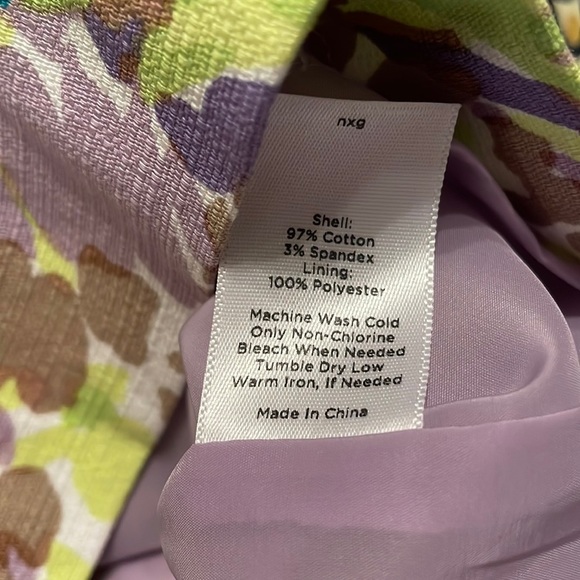 nxg
Shell:
97% Cotton
3% Spandex
Lining:
100% Polyester
Machine Wash Cold
Only Non-Chlorine
Bleach When Needed
Tumble Dry Low
Warm Iron, If Needed
Made In China